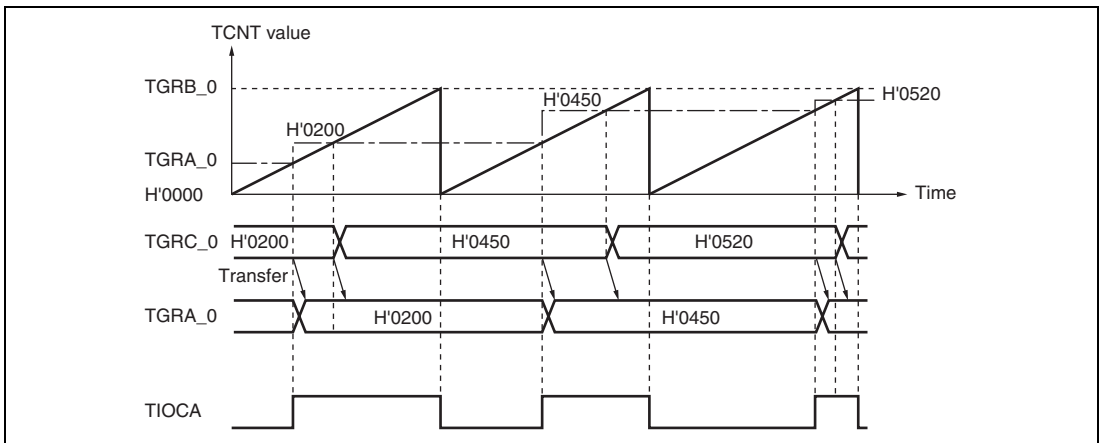 TCNT value
TGRB_0
H'0520
H'0450
H'0200
TGRA_0
H'0000
Time
TGRC_0 H'0200 H'0450 H'0520
Transfer
TGRA_0 H'0200 H'0450
TIOCA